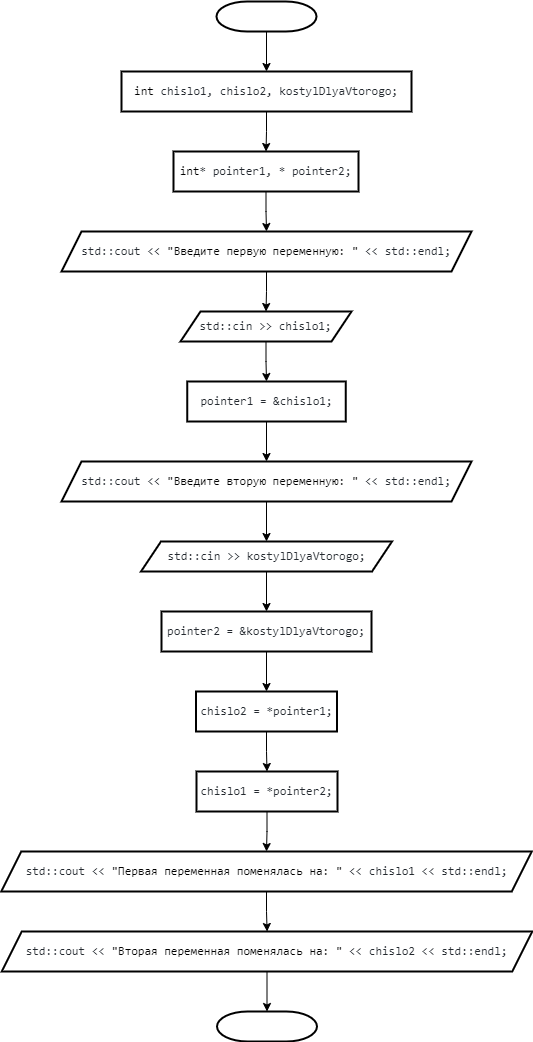 int chislo1, chislo2, kostylDlyaVtorogo;
int* pointer1, * pointer2;
std::cout << "Введите первую переменную: " << std::endl;
std::cin >> chislo1;
pointer1 = &chislo1;
std::cout << "Введите вторую переменную: " << std::endl;
std::cin >> kostylDlyaVtorogo;
pointer2 = &kostylDlyaVtorogo;
chislo2 = *pointer1;
chislo1 = *pointer2;
std::cout << "Первая переменная поменялась на: " << chislo1 << std::endl;
std::cout << "Вторая переменная поменялась на: " << chislo2 << std::endl;